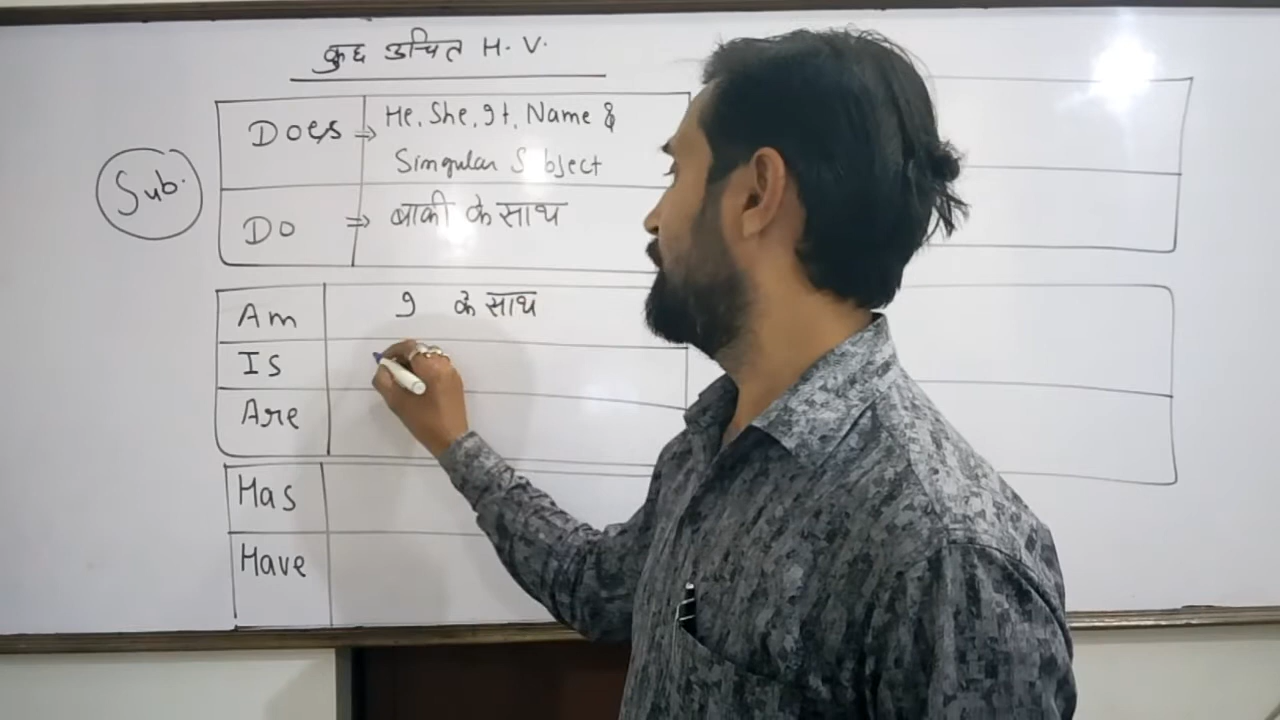 कुछ उचित H. V.
Sub.
Does ⇒ He, She, It, Name &
Singular Subject
Do ⇒ बाकी के साथ
Am I के साथ
Is
Are
Has
Have